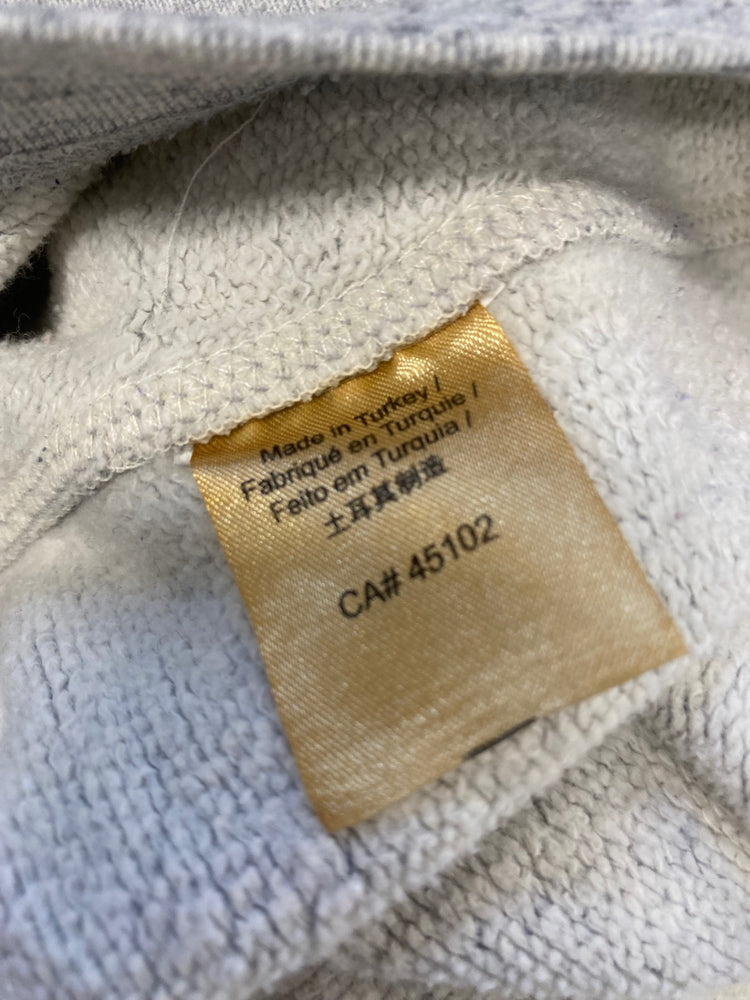 Made in Turkey /
Fabriqué en Turquie /
Feito em Turquia /
土耳其制造
CA# 45102